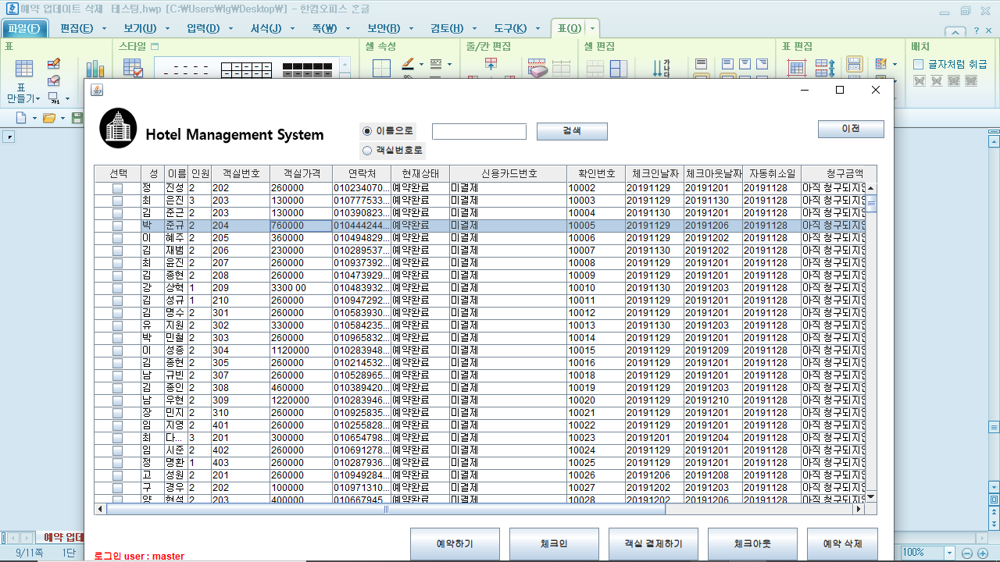 예약 업데이트 삭제 테스팅.hwp [C:₩Users₩lg₩Desktop₩] - 한컴오피스 한글
파일(F) 편집(E) 보기(U) 입력(D) 서식(J) 쪽(W) 보안(R) 검토(H) 도구(K) 표(Q)
표 스타일 셀 속성 줄/칸 편집 셀 편집 표 편집 배치
글자처럼 취급
표
만들기
가1
Hotel Management System
이름으로 검색 이전
객실번호로
선택 성 이름 인원 객실번호 객실가격 연락처 현재상태 신용카드번호 확인번호 체크인날짜 체크아웃날짜 자동취소일 청구금액
정 진성 2 202 260000 010234070... 예약완료 미결제 10002 20191129 20191201 20191128 아직 청구되지
최 은진 3 203 130000 010777533... 예약완료 미결제 10003 20191129 20191130 20191128 아직 청구되지
김 준근 2 203 130000 010390823... 예약완료 미결제 10004 20191130 20191201 20191128 아직 청구되지
박 준규 2 204 760000 010444244... 예약완료 미결제 10005 20191129 20191206 20191128 아직 청구되지
이 혜주 2 205 360000 010494829... 예약완료 미결제 10006 20191129 20191202 20191128 아직 청구되지
김 재범 2 206 230000 010289537... 예약완료 미결제 10007 20191130 20191202 20191128 아직 청구되지
최 윤진 2 207 260000 010937392... 예약완료 미결제 10008 20191129 20191201 20191128 아직 청구되지
김 종현 2 208 260000 010473929... 예약완료 미결제 10009 20191129 20191201 20191128 아직 청구되지
강 상혁 1 209 3300 00 010483932... 예약완료 미결제 10010 20191130 20191203 20191128 아직 청구되지
김 성규 1 210 260000 010947292... 예약완료 미결제 10011 20191129 20191201 20191128 아직 청구되지
김 명수 2 301 260000 010583930... 예약완료 미결제 10012 20191129 20191201 20191128 아직 청구되지
유 지원 2 302 330000 010584235... 예약완료 미결제 10013 20191130 20191203 20191128 아직 청구되지
박 민철 2 303 260000 010965832... 예약완료 미결제 10014 20191129 20191201 20191128 아직 청구되지
이 성종 2 304 1120000 010283948... 예약완료 미결제 10015 20191129 20191209 20191128 아직 청구되지
김 종현 2 305 260000 010214532... 예약완료 미결제 10016 20191129 20191201 20191128 아직 청구되지
남 규빈 2 307 260000 010528965... 예약완료 미결제 10018 20191129 20191201 20191128 아직 청구되지
김 종인 2 308 460000 010389420... 예약완료 미결제 10019 20191129 20191203 20191128 아직 청구되지
남 우현 2 309 1220000 010283946... 예약완료 미결제 10020 20191129 20191210 20191128 아직 청구되지
장 민지 2 310 260000 010925835... 예약완료 미결제 10021 20191129 20191201 20191128 아직 청구되지
임 지영 2 401 260000 010255828... 예약완료 미결제 10022 20191129 20191201 20191128 아직 청구되지
최 다... 3 201 300000 010654798... 예약완료 미결제 10023 20191201 20191204 20191128 아직 청구되지
임 시준 2 402 260000 010691278... 예약완료 미결제 10024 20191129 20191201 20191128 아직 청구되지
정 명환 1 403 260000 010287936... 예약완료 미결제 10025 20191129 20191201 20191128 아직 청구되지
고 성원 2 201 260000 010949284... 예약완료 미결제 10026 20191206 20191208 20191128 아직 청구되지
구 경우 2 202 100000 010971310... 예약완료 미결제 10027 20191202 20191203 20191128 아직 청구되지
양 현석 2 203 400000 010667945... 예약완료 미결제 10028 20191202 20191206 20191128 아직 청구되지
예약하기 체크인 객실 결제하기 체크아웃 예약 삭제
로그인 user : master
예약 업데
9/11쪽 1단 100%